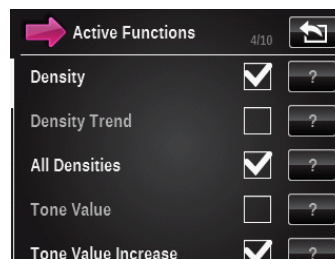 Active Functions 4/10
Density ?
Density Trend ?
All Densities ?
Tone Value ?
Tone Value Increase ?